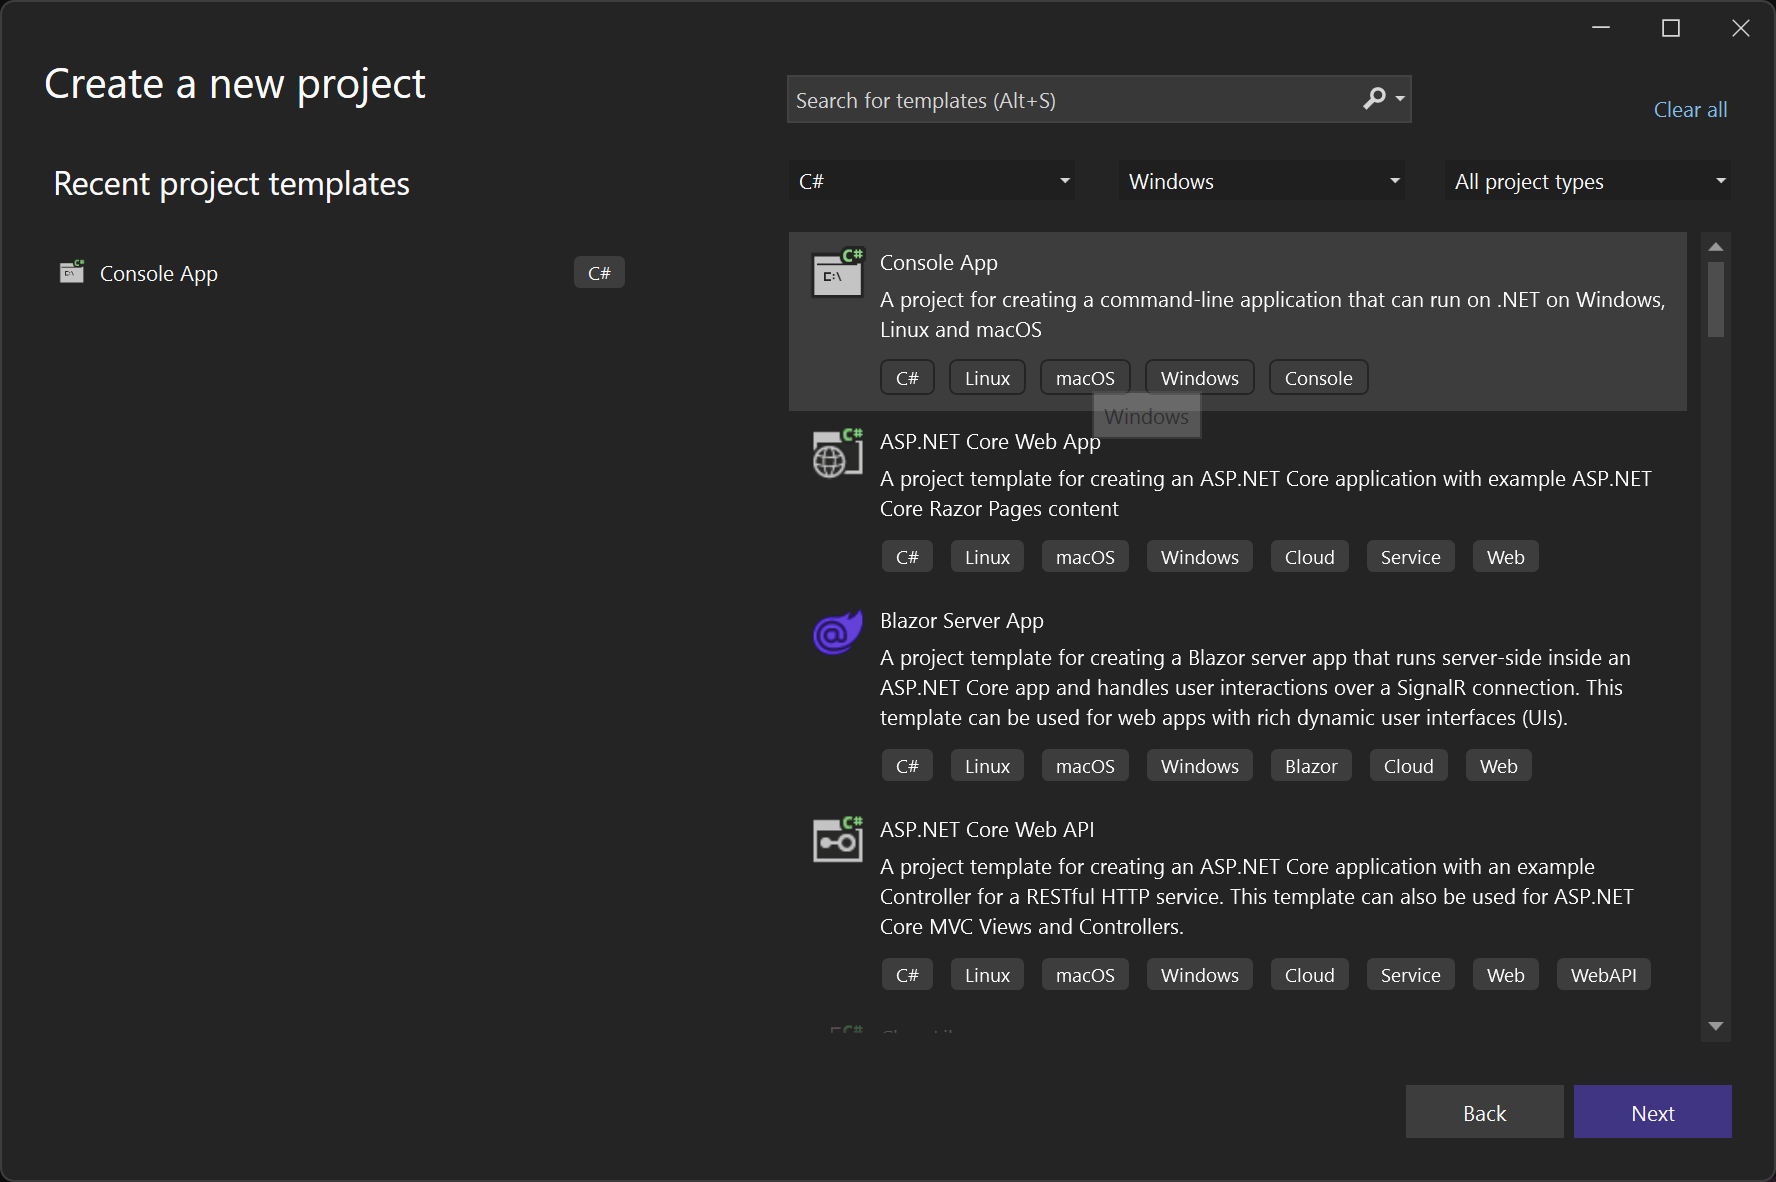 Create a new project
Search for templates (Alt+S)
Clear all
Recent project templates
C#
Windows
All project types
Console App
C#
C#
E:\
Console App
A project for creating a command-line application that can run on .NET on Windows,
Linux and macOS
C# Linux macOS Windows Console
Windows
C#
ASP.NET Core Web App
A project template for creating an ASP.NET Core application with example ASP.NET
Core Razor Pages content
C# Linux macOS Windows Cloud Service Web
Blazor Server App
A project template for creating a Blazor server app that runs server-side inside an
ASP.NET Core app and handles user interactions over a SignalR connection. This
template can be used for web apps with rich dynamic user interfaces (UIs).
C# Linux macOS Windows Blazor Cloud Web
C#
ASP.NET Core Web API
A project template for creating an ASP.NET Core application with an example
Controller for a RESTful HTTP service. This template can also be used for ASP.NET
Core MVC Views and Controllers.
C# Linux macOS Windows Cloud Service Web WebAPI
C#
Back
Next